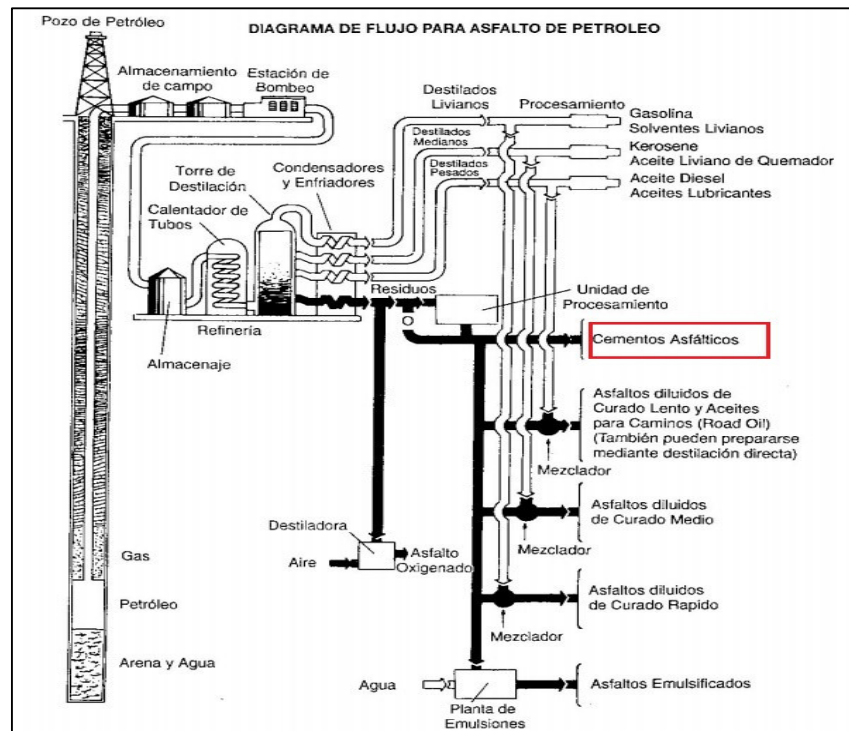 Pozo de Petróleo
DIAGRAMA DE FLUJO PARA ASFALTO DE PETROLEO
Almacenamiento
de campo
Estación de
Bombeo
Destilados
Livianos
Procesamiento
Gasolina
Solventes Livianos
Destilados
Medianos
Kerosene
Aceite Liviano de Quemador
Destilados
Pesados
Aceite Diesel
Aceites Lubricantes
Torre de
Destilación
Condensadores
y Enfriadores
Calentador de
Tubos
Residuos
Unidad de
Procesamiento
Refinería
Almacenaje
Cementos Asfálticos
Asfaltos diluidos de
Curado Lento y Aceites
para Caminos (Road Oil)
(También pueden prepararse
mediante destilación directa)
Mezclador
Asfaltos diluidos
de Curado Medio
Mezclador
Destiladora
Aire
Asfalto
Oxigenado
Gas
Petróleo
Arena y Agua
Asfaltos diluidos
de Curado Rapido
Mezclador
Agua
Planta de
Emulsiones
Asfaltos Emulsificados